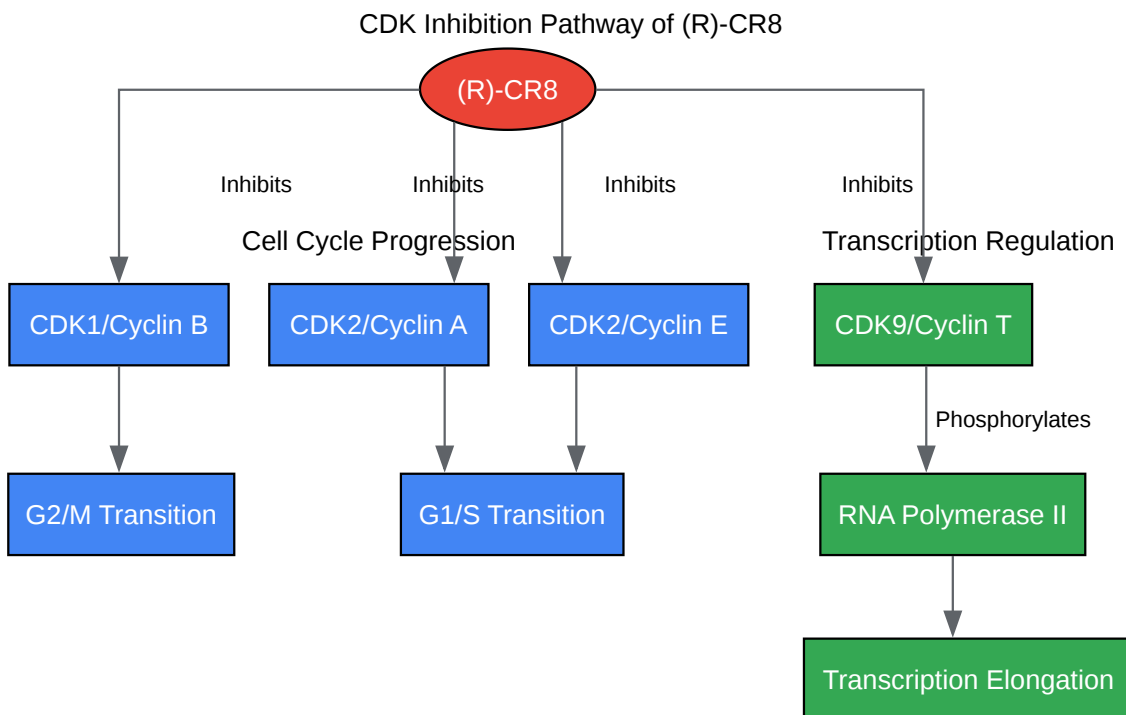 CDK Inhibition Pathway of (R)-CR8
(R)-CR8
Inhibits
Inhibits
Inhibits
Inhibits
Cell Cycle Progression
Transcription Regulation
CDK1/Cyclin B
CDK2/Cyclin A
CDK2/Cyclin E
CDK9/Cyclin T
Phosphorylates
G2/M Transition
G1/S Transition
RNA Polymerase II
Transcription Elongation